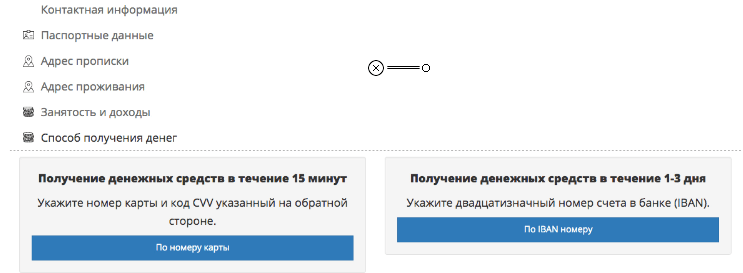 Контактная информация
Паспортные данные
Адрес прописки
Адрес проживания
Занятость и доходы
Способ получения денег
Получение денежных средств в течение 15 минут
Укажите номер карты и код CVV указанный на обратной
стороне.
По номеру карты
Получение денежных средств в течение 1-3 дня
Укажите двадцатизначный номер счета в банке (IBAN).
По IBAN номеру